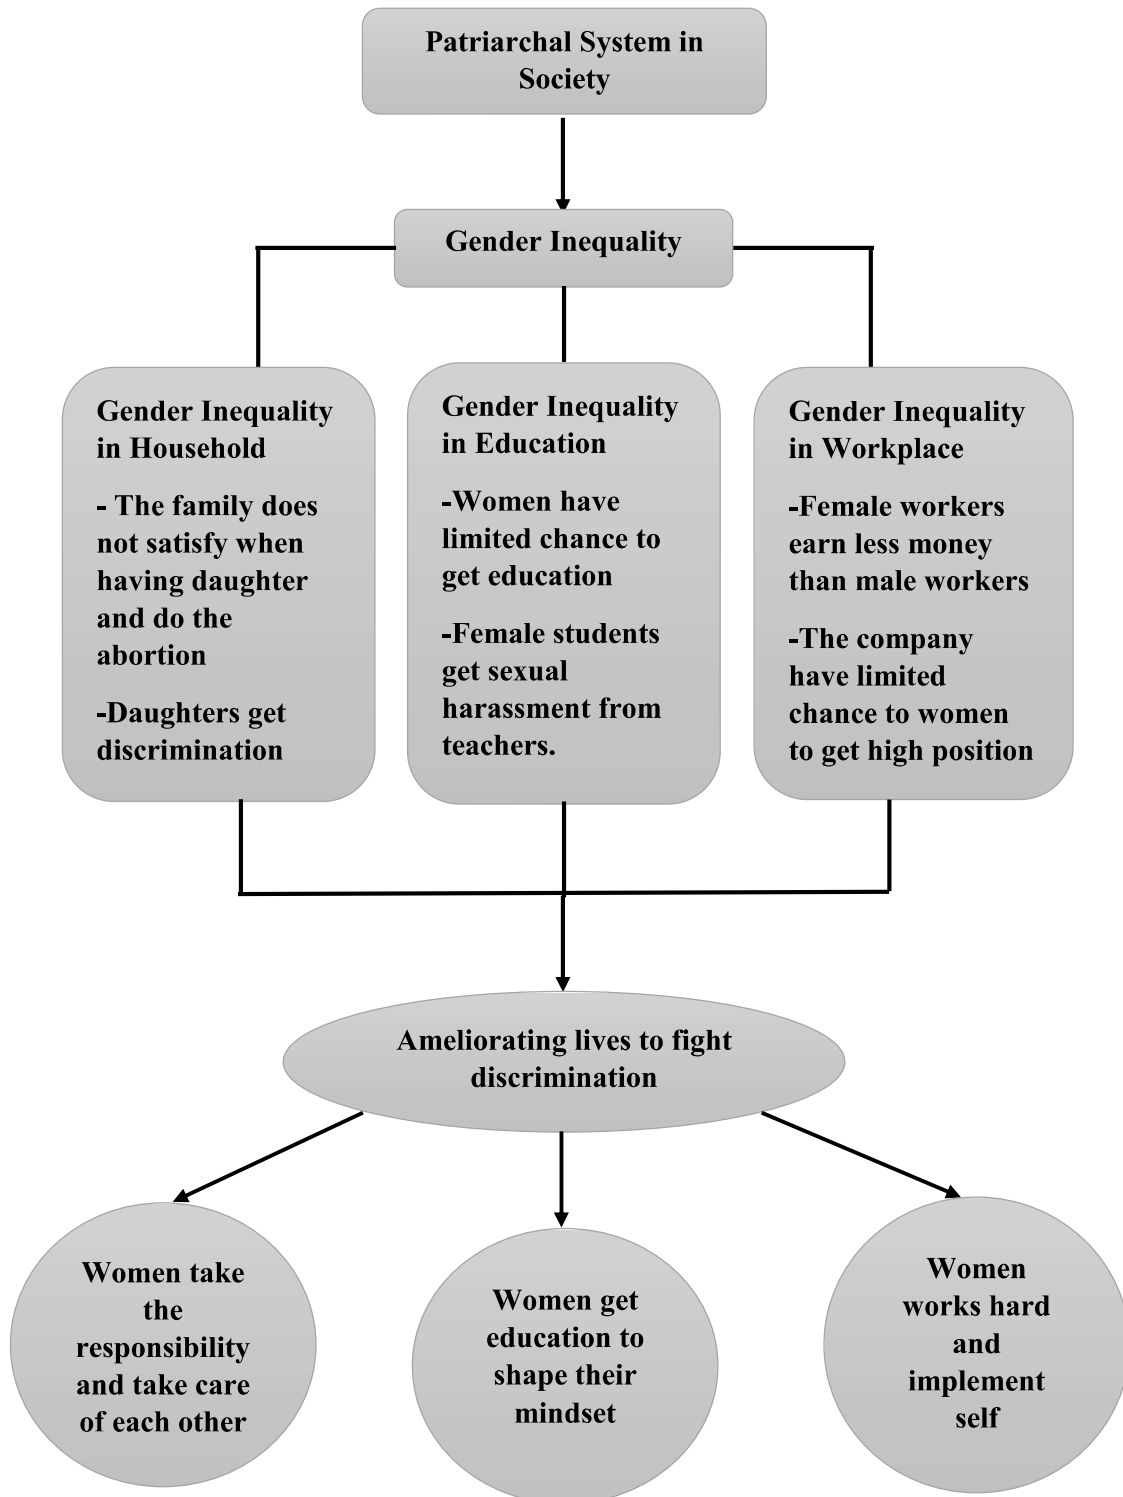 Patriarchal System in
Society
Gender Inequality
Gender Inequality
in Household
- The family does
not satisfy when
having daughter
and do the
abortion
-Daughters get
discrimination
Gender Inequality
in Education
-Women have
limited chance to
get education
-Female students
get sexual
harassment from
teachers.
Gender Inequality
in Workplace
-Female workers
earn less money
than male workers
-The company
have limited
chance to women
to get high position
Ameliorating lives to fight
discrimination
Women take
the
responsibility
and take care
of each other
Women get
education to
shape their
mindset
Women
works hard
and
implement
self